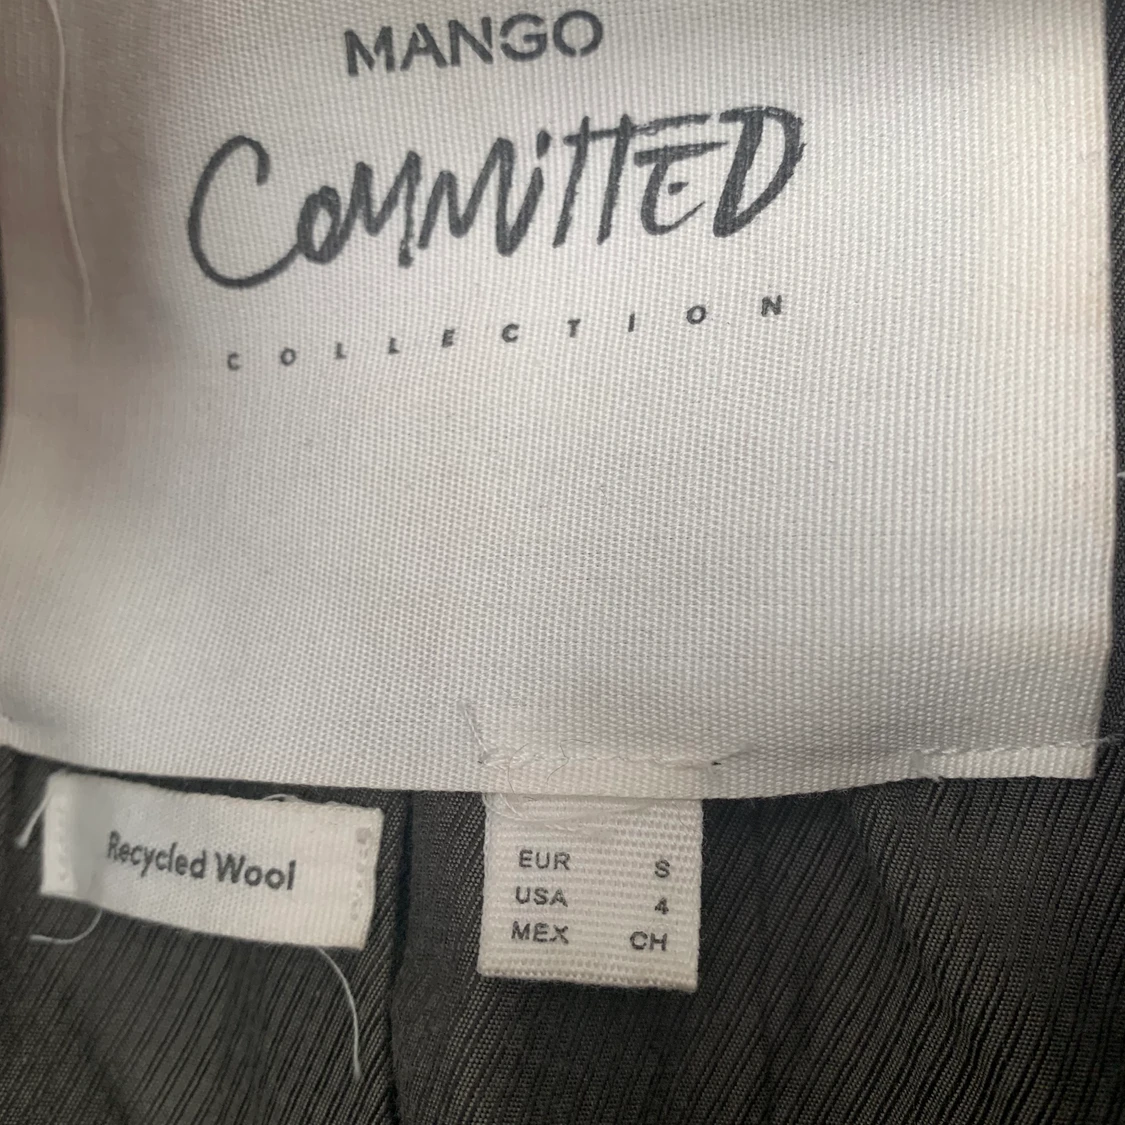 MANGO
COMMITTED
COLLECTION
Recycled Wool
EUR S
USA 4
MEX CH